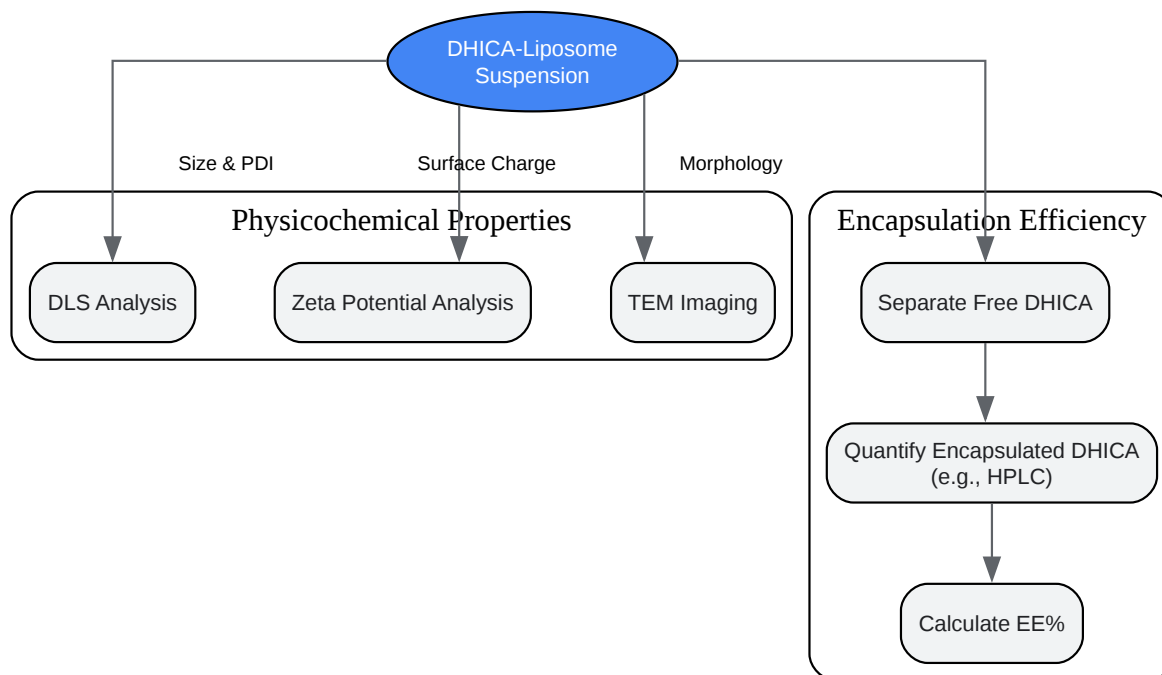 DHICA-Liposome
Suspension
Size & PDI
Surface Charge
Morphology
Physicochemical Properties
Encapsulation Efficiency
DLS Analysis
Zeta Potential Analysis
TEM Imaging
Separate Free DHICA
Quantify Encapsulated DHICA
(e.g., HPLC)
Calculate EE%